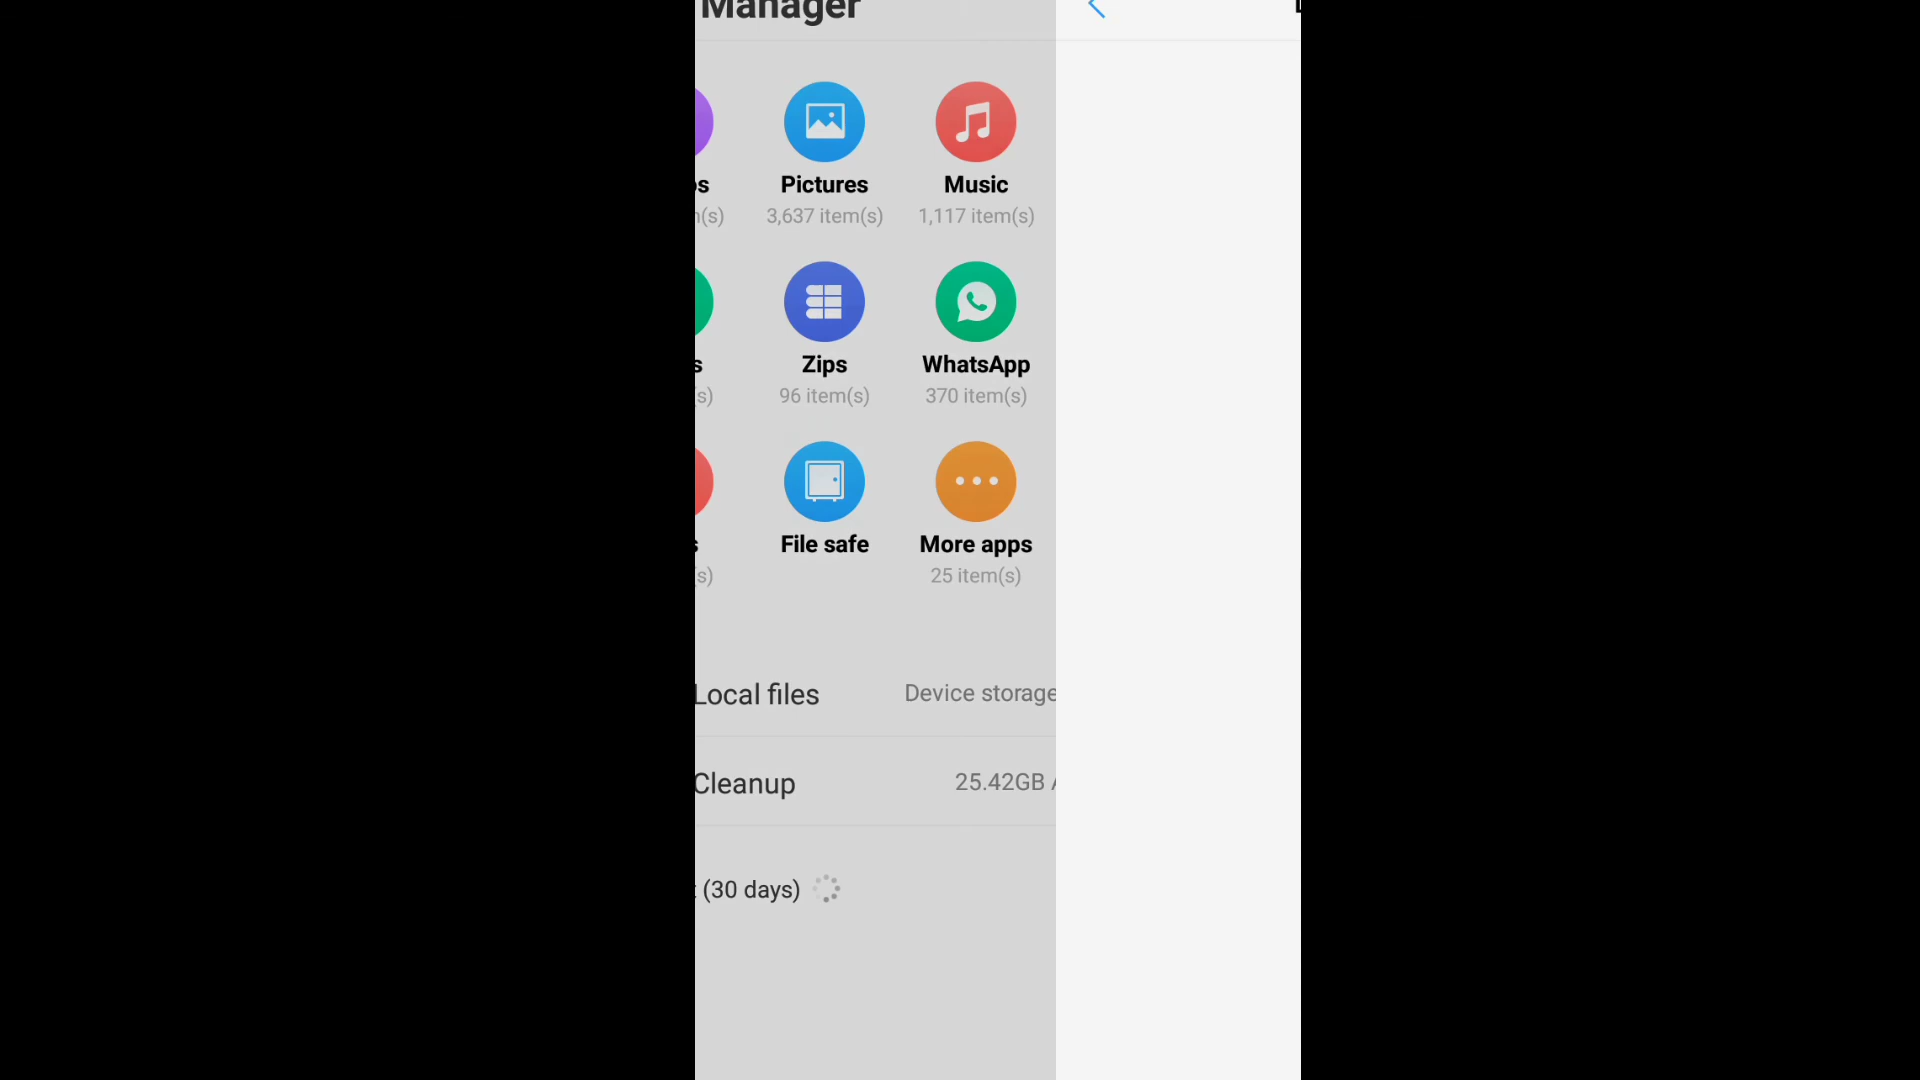 Manager
Pictures Music
3,637 item(s) 1,117 item(s)
Zips WhatsApp
96 item(s) 370 item(s)
File safe More apps
25 item(s)
Local files Device storage
Cleanup 25.42GB
(30 days)